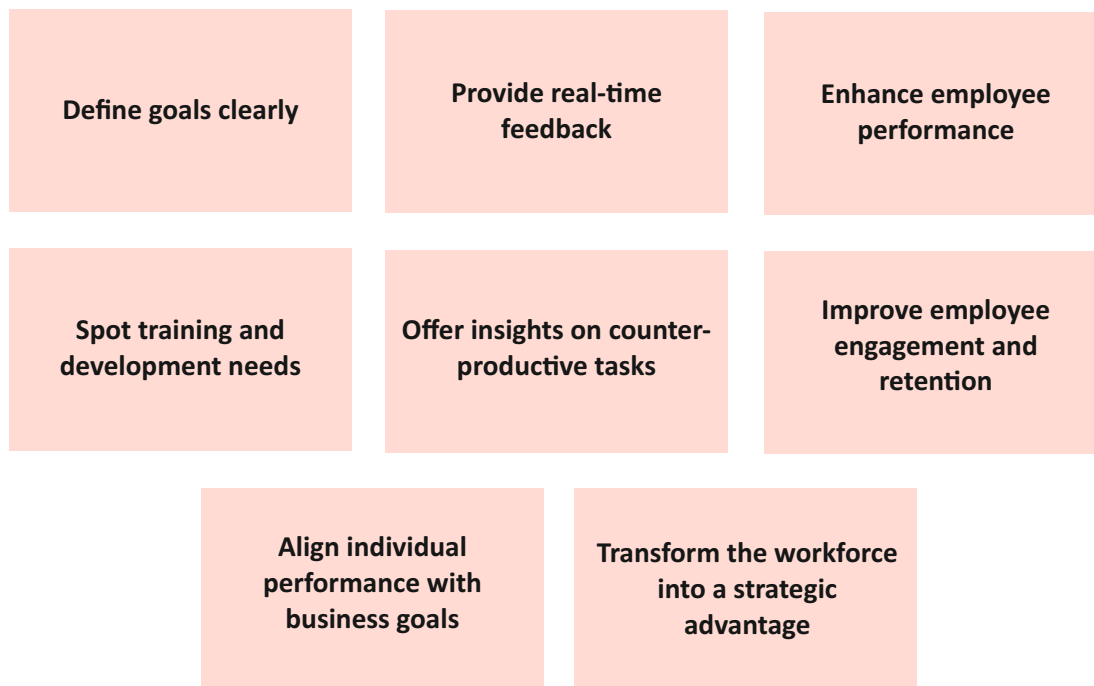 Define goals clearly
Provide real-time
feedback
Enhance employee
performance
Spot training and
development needs
Offer insights on counter-
productive tasks
Improve employee
engagement and
retention
Align individual
performance with
business goals
Transform the workforce
into a strategic
advantage